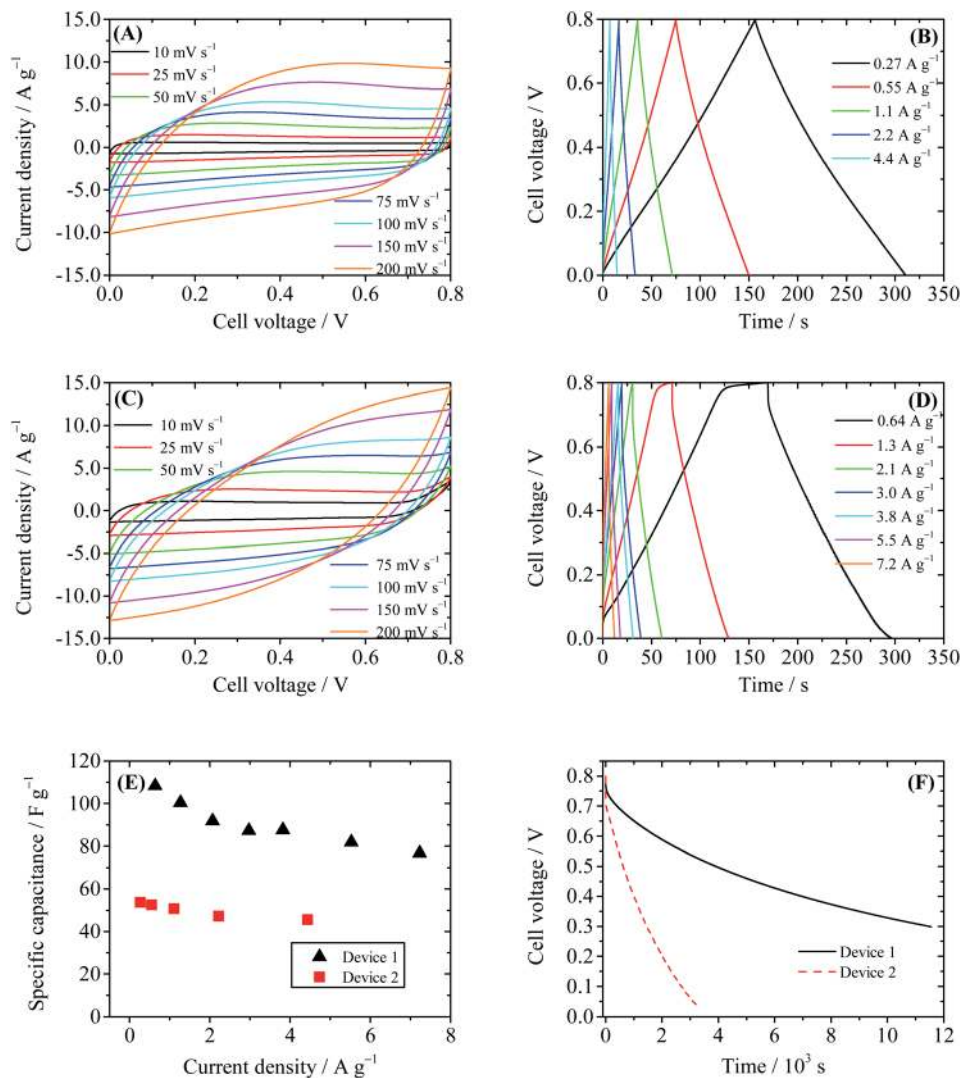 (A)
15.0
10.0
5.0
0.0
-5.0
-10.0
-15.0
Current density / A g⁻¹
10 mV s⁻¹
25 mV s⁻¹
50 mV s⁻¹
75 mV s⁻¹
100 mV s⁻¹
150 mV s⁻¹
200 mV s⁻¹
0.0 0.2 0.4 0.6 0.8
Cell voltage / V
(B)
0.8
0.6
0.4
0.2
0.0
Cell voltage / V
0.27 A g⁻¹
0.55 A g⁻¹
1.1 A g⁻¹
2.2 A g⁻¹
4.4 A g⁻¹
0 50 100 150 200 250 300 350
Time / s
(C)
15.0
10.0
5.0
0.0
-5.0
-10.0
-15.0
Current density / A g⁻¹
10 mV s⁻¹
25 mV s⁻¹
50 mV s⁻¹
75 mV s⁻¹
100 mV s⁻¹
150 mV s⁻¹
200 mV s⁻¹
0.0 0.2 0.4 0.6 0.8
Cell voltage / V
(D)
0.8
0.6
0.4
0.2
0.0
Cell voltage / V
0.64 A g⁻¹
1.3 A g⁻¹
2.1 A g⁻¹
3.0 A g⁻¹
3.8 A g⁻¹
5.5 A g⁻¹
7.2 A g⁻¹
0 50 100 150 200 250 300 350
Time / s
(E)
120
100
80
60
40
20
0
Specific capacitance / F g⁻¹
Device 1
Device 2
0 2 4 6 8
Current density / A g⁻¹
(F)
0.8
0.7
0.6
0.5
0.4
0.3
0.2
0.1
0.0
Cell voltage / V
Device 1
Device 2
0 2 4 6 8 10 12
Time / 10³ s